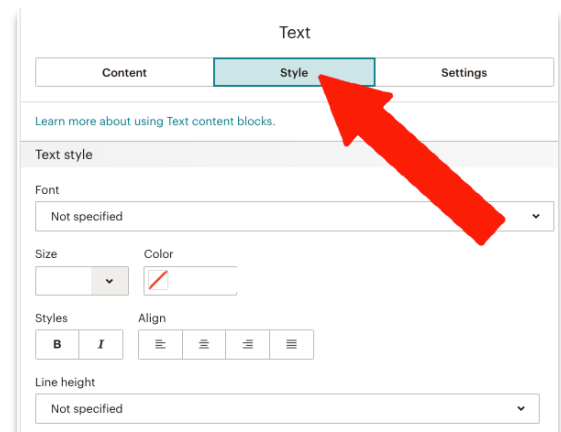 Text
Content Style Settings
Learn more about using Text content blocks.
Text style
Font
Not specified
Size Color
Styles Align
B I
Line height
Not specified